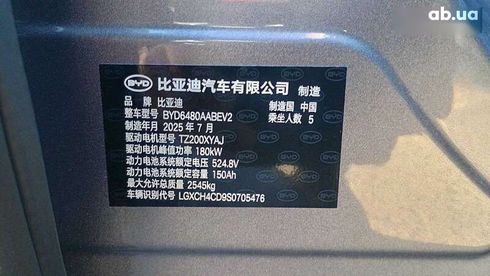 ab.ua
BYD 比亚迪汽车有限公司 制造
品 牌 比亚迪 制造国 中国
整车型号 BYD6480AABEV2 乘坐人数 5
制造年月 2025 年 7 月
驱动电机型号 TZ200XYAJ
驱动电机峰值功率 180kW
动力电池系统额定电压 524.8V
动力电池系统额定容量 150Ah
最大允许总质量 2545kg
车辆识别代号 LGXCH4CD9S0705476